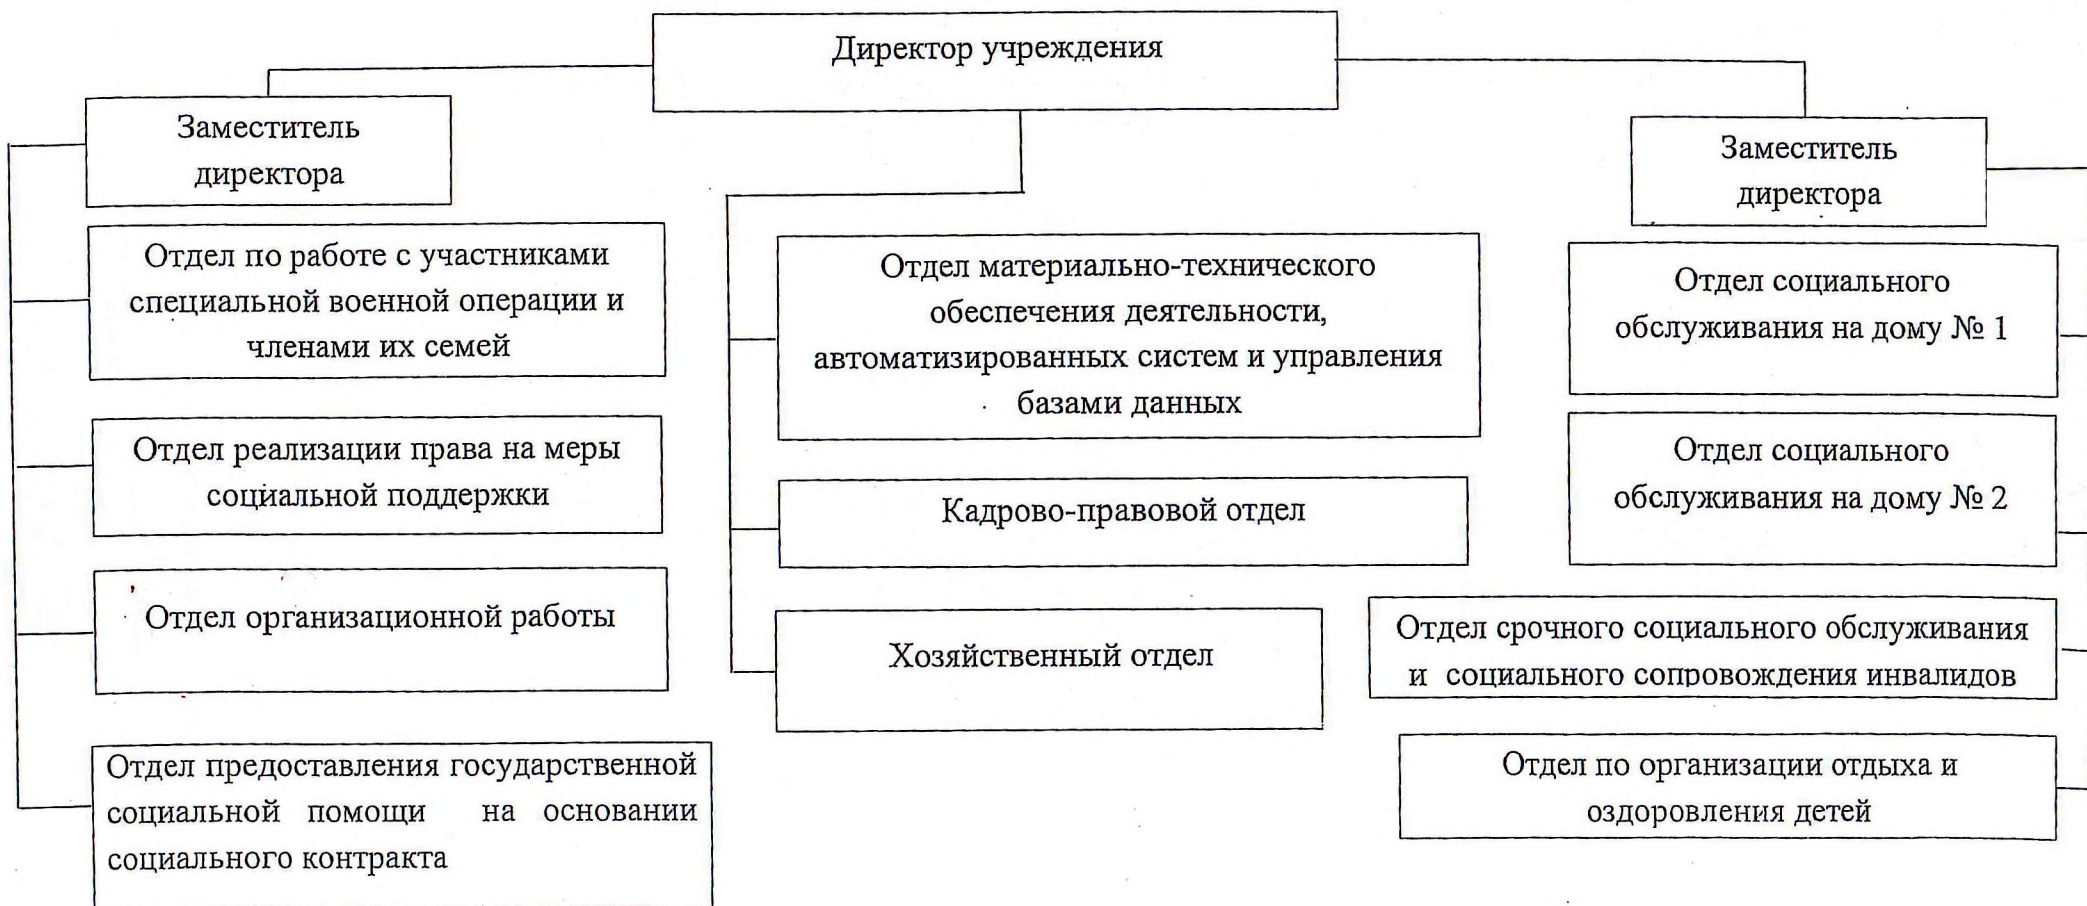 Директор учреждения
Заместитель
директора
Отдел по работе с участниками
специальной военной операции и
членами их семей
Отдел реализации права на меры
социальной поддержки
Отдел организационной работы
Отдел предоставления государственной
социальной помощи на основании
социального контракта
Отдел материально-технического
обеспечения деятельности,
автоматизированных систем и управления
базами данных
Кадрово-правовой отдел
Хозяйственный отдел
Заместитель
директора
Отдел социального
обслуживания на дому № 1
Отдел социального
обслуживания на дому № 2
Отдел срочного социального обслуживания
и социального сопровождения инвалидов
Отдел по организации отдыха и
оздоровления детей